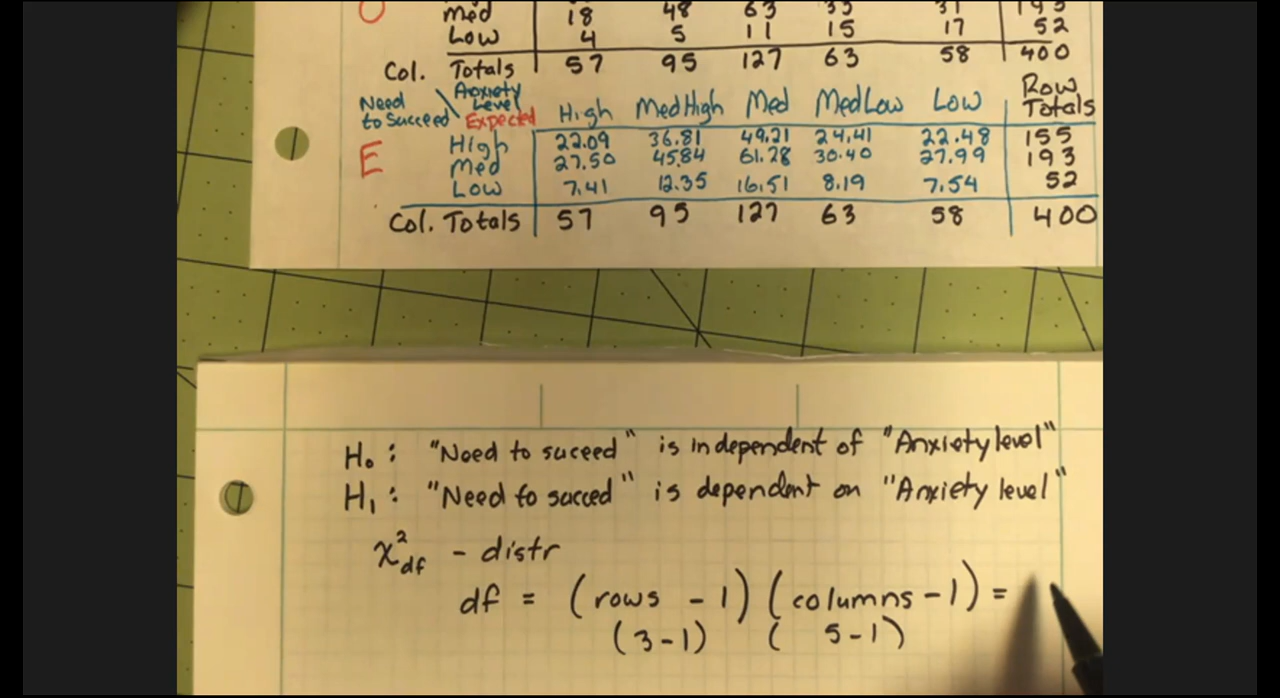 O Med 18 48 63 33 31 193
Low 4 5 11 15 17 52
Col. Totals 57 95 127 63 58 400
Need to Succeed \ Anxiety Level Expected High MedHigh Med MedLow Low Row Totals
E High 22.09 36.81 49.21 24.41 22.48 155
Med 27.50 45.84 61.28 30.40 27.99 193
Low 7.41 12.35 16.51 8.19 7.54 52
Col. Totals 57 95 127 63 58 400
H₀ : "Need to suceed" is independent of "Anxiety level"
H₁ : "Need to succed" is dependent on "Anxiety level"
χ²df - distr
df = (rows - 1) (columns - 1) =
(3-1) ( 5-1)